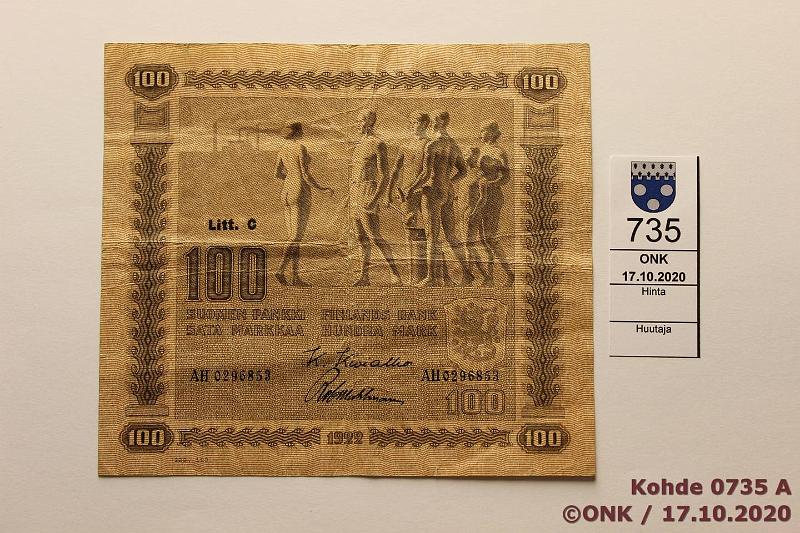 100 100
Litt. C
100
SUOMEN PANKKI FINLANDS BANK
SATA MARKKAA HUNDRA MARK
AH 0296853 AH 0296853
100
100 1922 100
735
ONK
17.10.2020
Hinta
Huutaja
Kohde 0735 A
©ONK / 17.10.2020